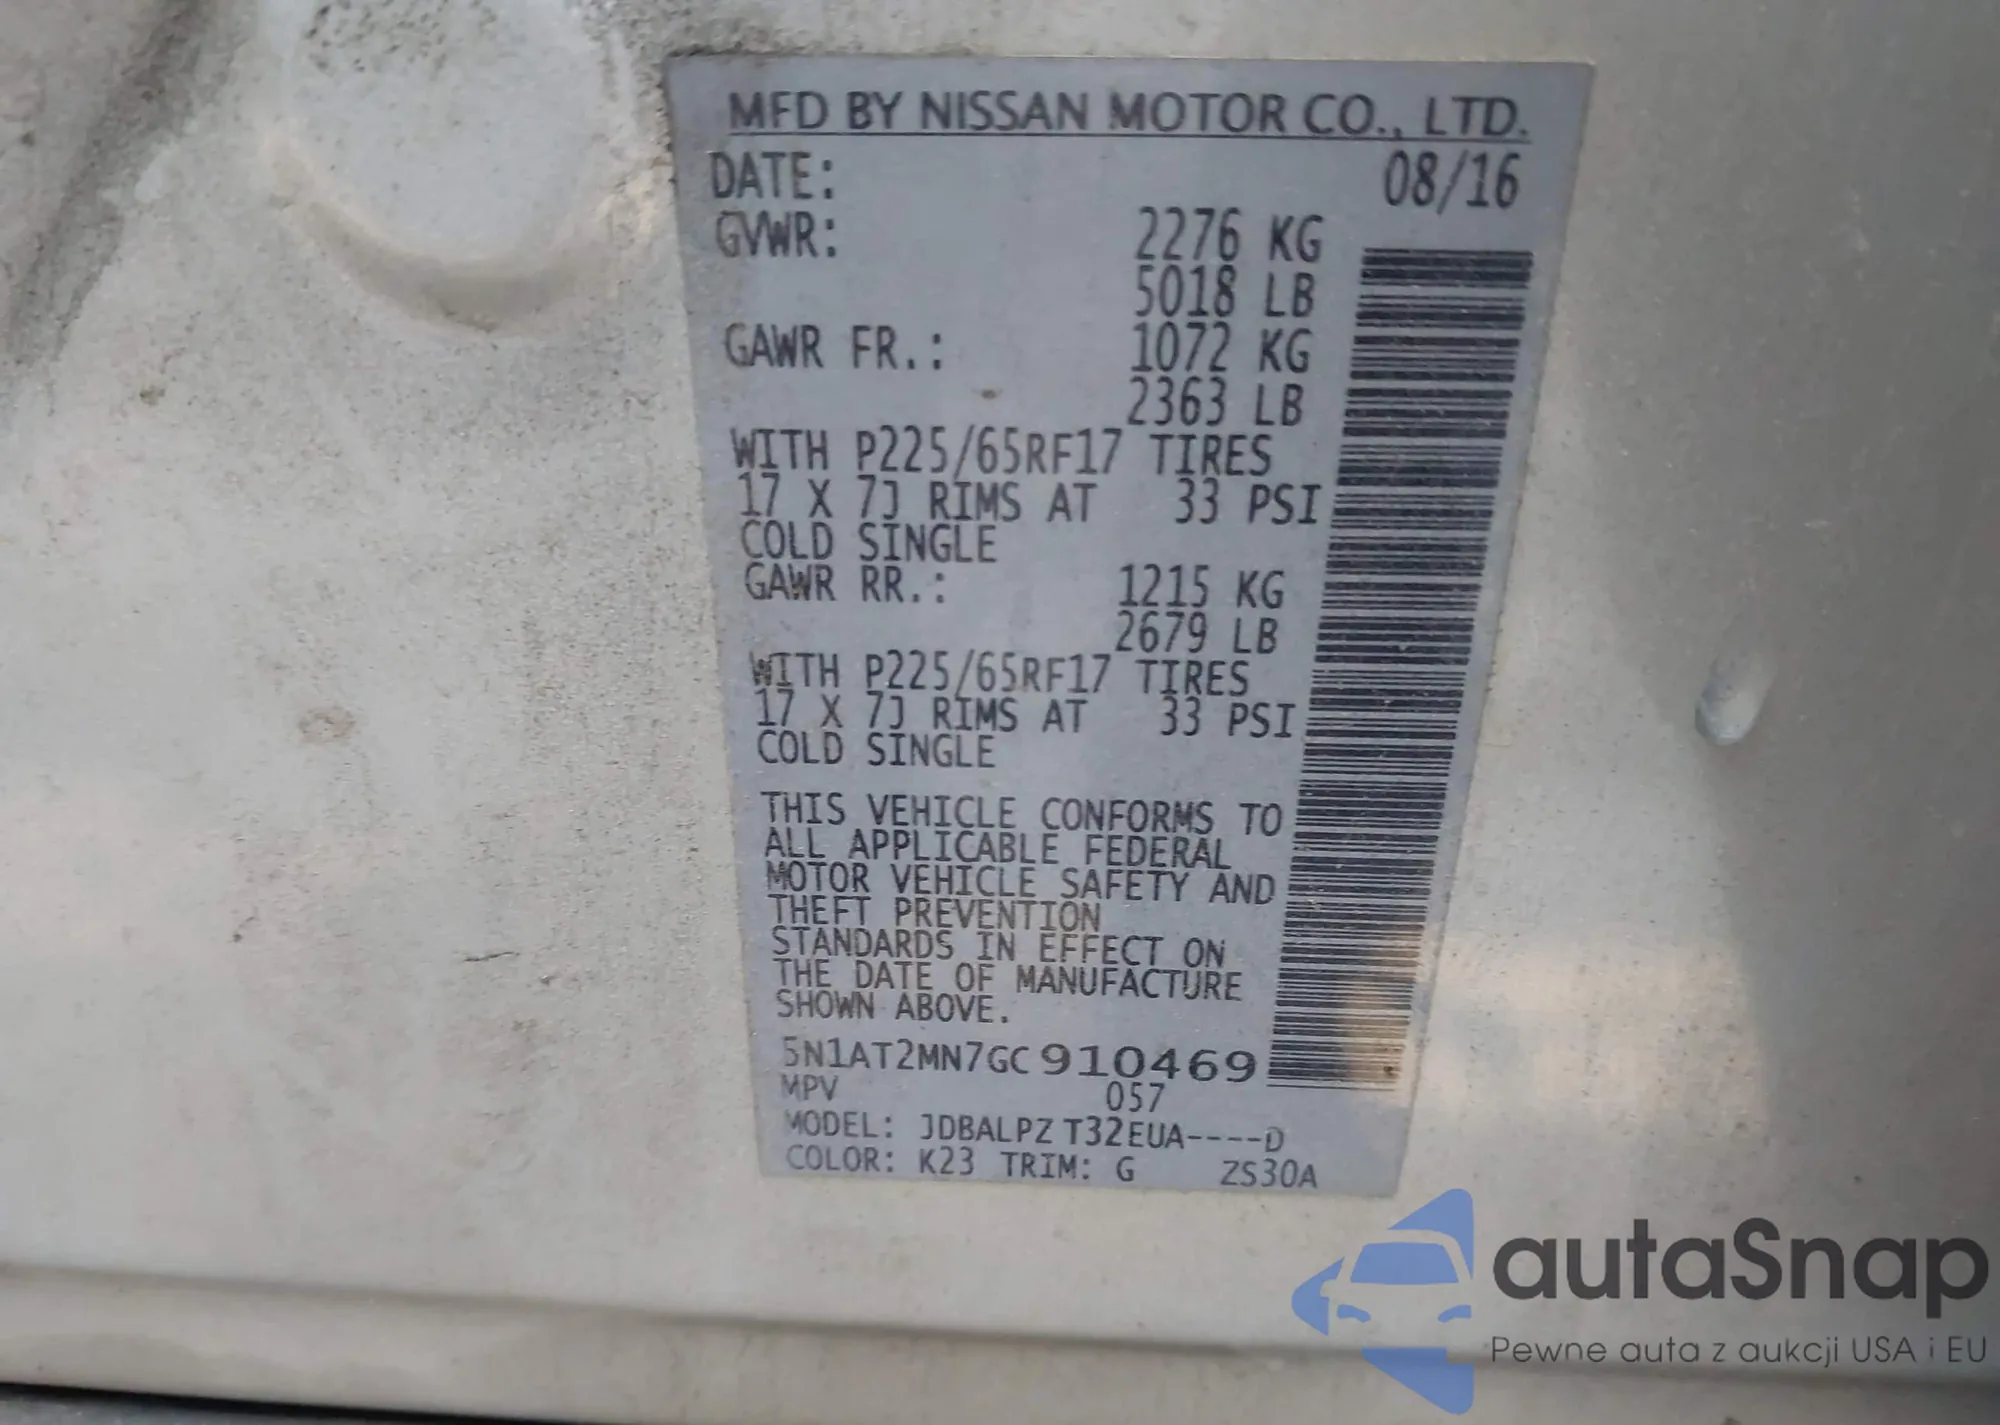 MFD BY NISSAN MOTOR CO., LTD.
DATE: 08/16
GVWR: 2276 KG
5018 LB
GAWR FR.: 1072 KG
2363 LB
WITH P225/65RF17 TIRES
17 X 7J RIMS AT 33 PSI
COLD SINGLE
GAWR RR.: 1215 KG
2679 LB
WITH P225/65RF17 TIRES
17 X 7J RIMS AT 33 PSI
COLD SINGLE
THIS VEHICLE CONFORMS TO
ALL APPLICABLE FEDERAL
MOTOR VEHICLE SAFETY AND
THEFT PREVENTION
STANDARDS IN EFFECT ON
THE DATE OF MANUFACTURE
SHOWN ABOVE.
5N1AT2MN7GC910469
MPV 057
MODEL: JDBALPZ T32EUA----D
COLOR: K23 TRIM: G ZS30A
autaSnap
Pewne auta z aukcji USA i EU